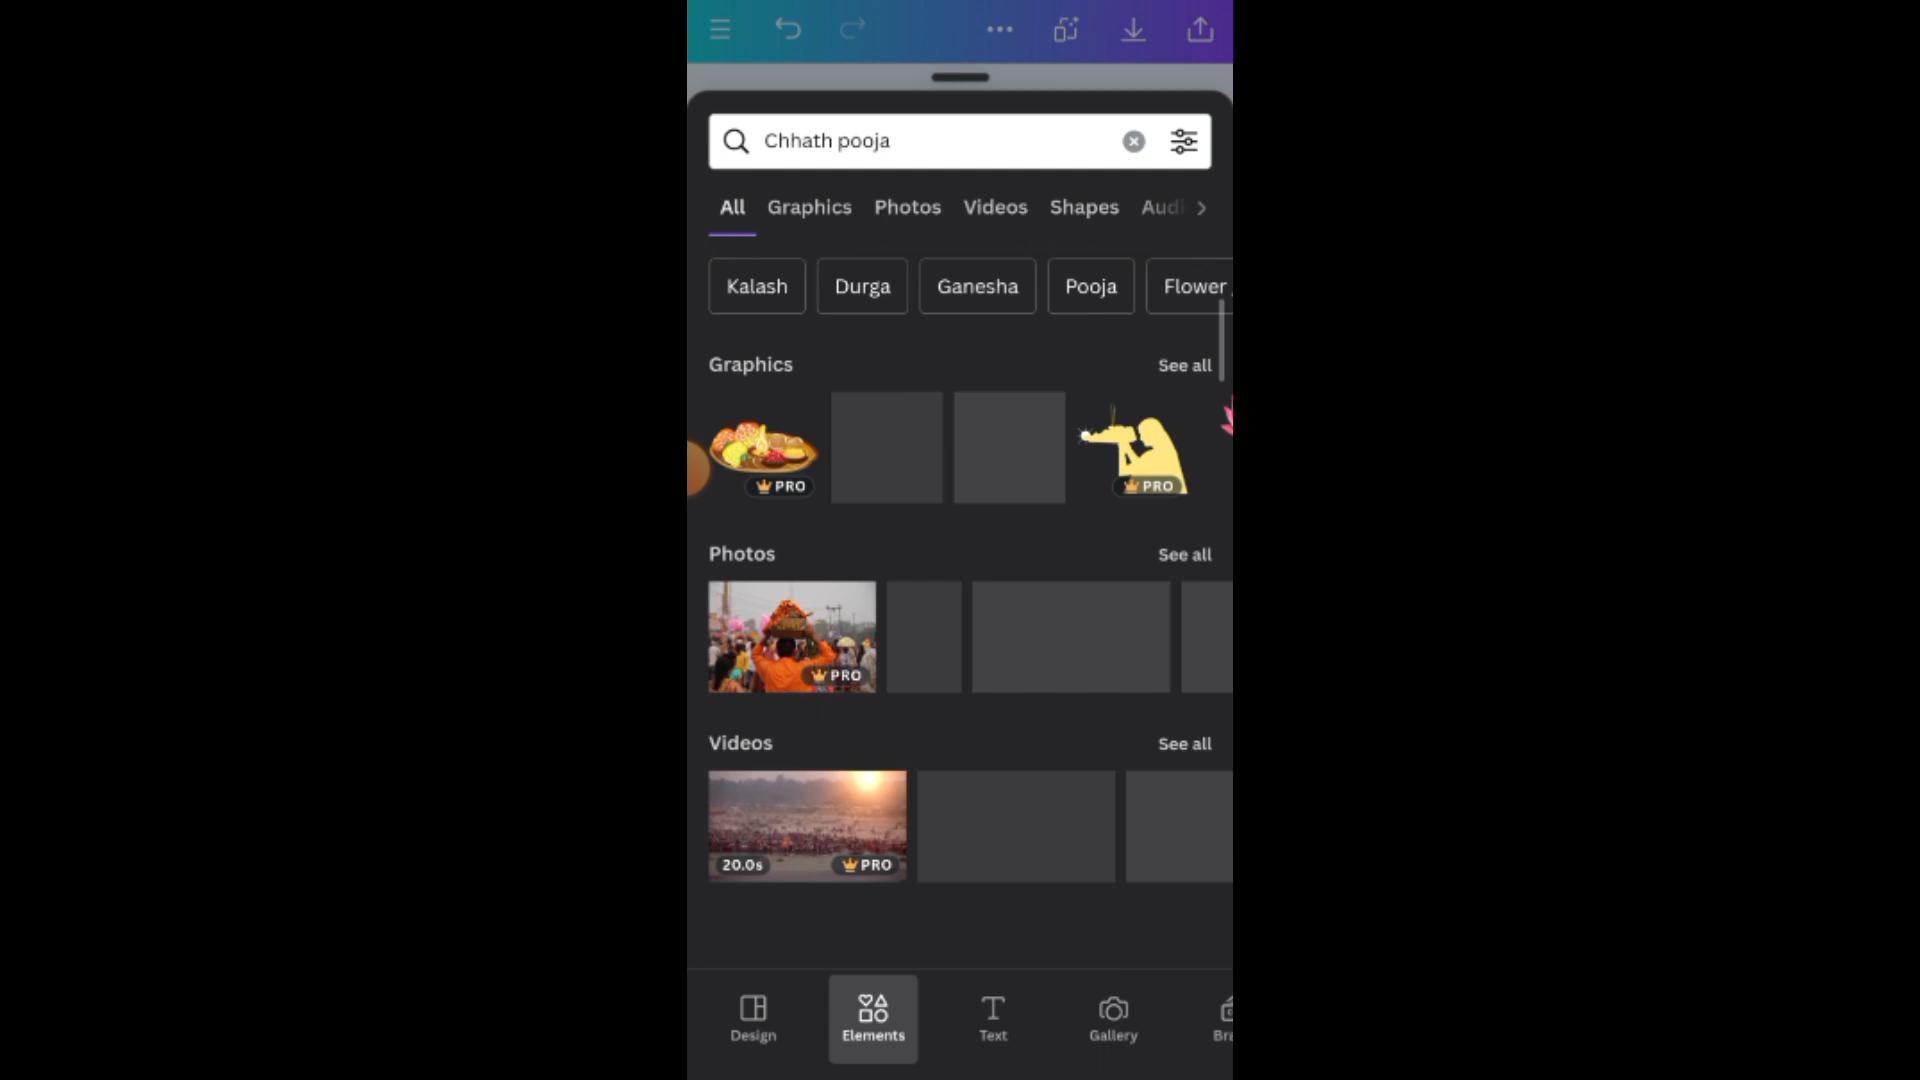 Chhath pooja
All Graphics Photos Videos Shapes
Kalash Durga Ganesha Pooja Flower
Graphics See all
PRO PRO
Photos See all
PRO
Videos See all
20.0s PRO
Design Elements Text Gallery